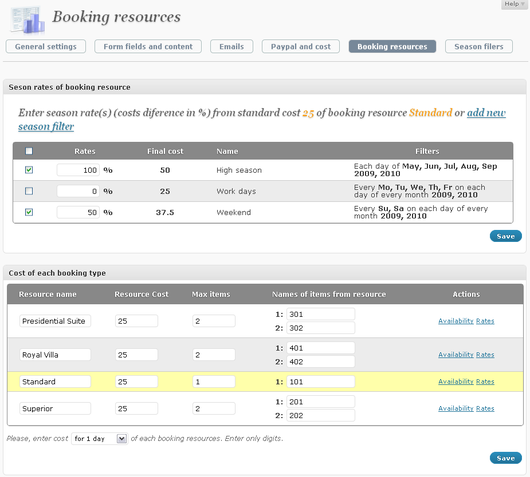 Help
Booking resources
General settings Form fields and content Emails Paypal and cost Booking resources Season filers
Seson rates of booking resource
Enter season rate(s) (costs diference in %) from standard cost 25 of booking resource Standard or add new
season filter
Rates Final cost Name Filters
100 % 50 High season Each day of May, Jun, Jul, Aug, Sep
2009, 2010
0 % 25 Work days Every Mo, Tu, We, Th, Fr on each
day of every month 2009, 2010
50 % 37.5 Weekend Every Su, Sa on each day of every
month 2009, 2010
Save
Cost of each booking type
Resource name Resource Cost Max items Names of items from resource Actions
Presidential Suite 25 2 1: 301 Availability Rates
2: 302
Royal Villa 25 2 1: 401 Availability Rates
2: 402
Standard 25 1 1: 101 Availability Rates
Superior 25 2 1: 201 Availability Rates
2: 202
Please, enter cost for 1 day of each booking resources. Enter only digits.
Save